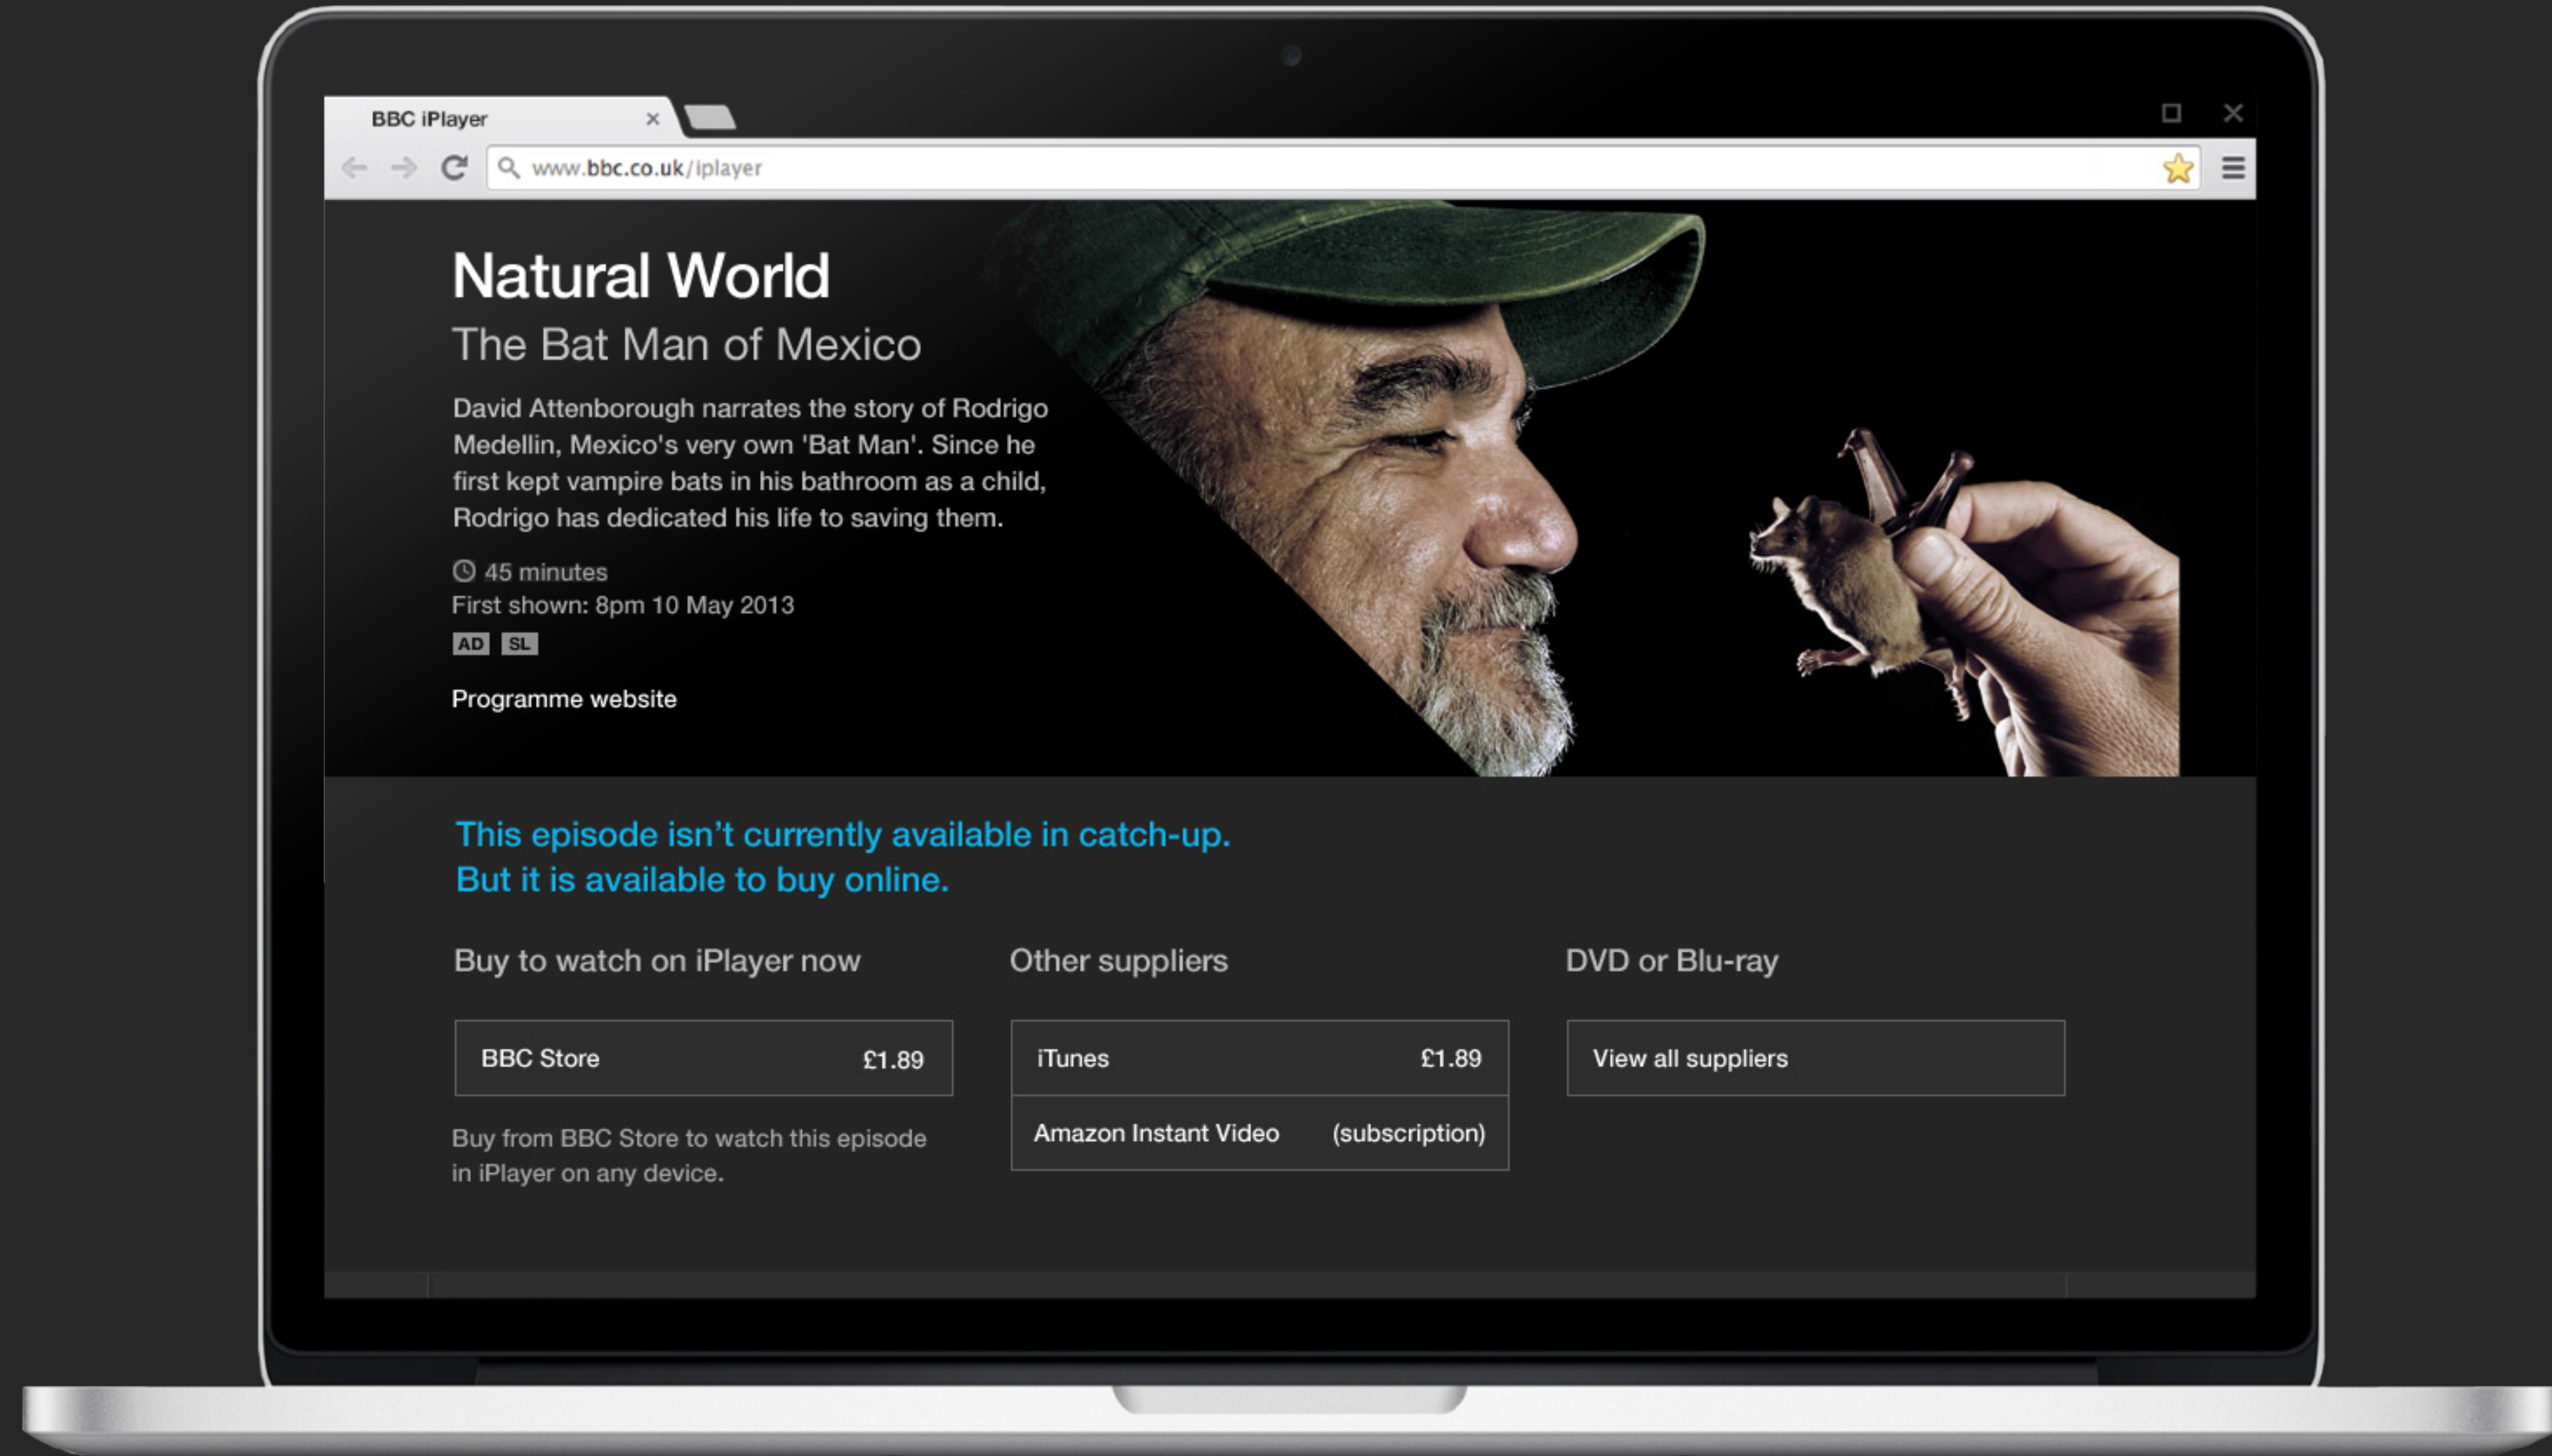 BBC iPlayer
www.bbc.co.uk/iplayer
Natural World
The Bat Man of Mexico
David Attenborough narrates the story of Rodrigo
Medellin, Mexico's very own 'Bat Man'. Since he
first kept vampire bats in his bathroom as a child,
Rodrigo has dedicated his life to saving them.
45 minutes
First shown: 8pm 10 May 2013
AD SL
Programme website
This episode isn’t currently available in catch-up.
But it is available to buy online.
Buy to watch on iPlayer now
BBC Store £1.89
Buy from BBC Store to watch this episode
in iPlayer on any device.
Other suppliers
iTunes £1.89
Amazon Instant Video (subscription)
DVD or Blu-ray
View all suppliers